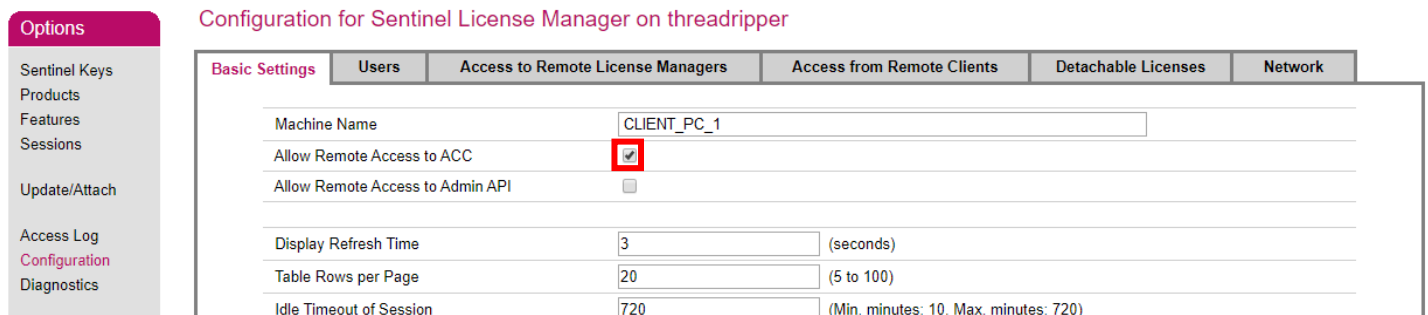 Options
Sentinel Keys
Products
Features
Sessions
Update/Attach
Access Log
Configuration
Diagnostics
Configuration for Sentinel License Manager on threadripper
Basic Settings Users Access to Remote License Managers Access from Remote Clients Detachable Licenses Network
Machine Name CLIENT_PC_1
Allow Remote Access to ACC
Allow Remote Access to Admin API
Display Refresh Time 3 (seconds)
Table Rows per Page 20 (5 to 100)
Idle Timeout of Session 720 (Min. minutes: 10, Max. minutes: 720)